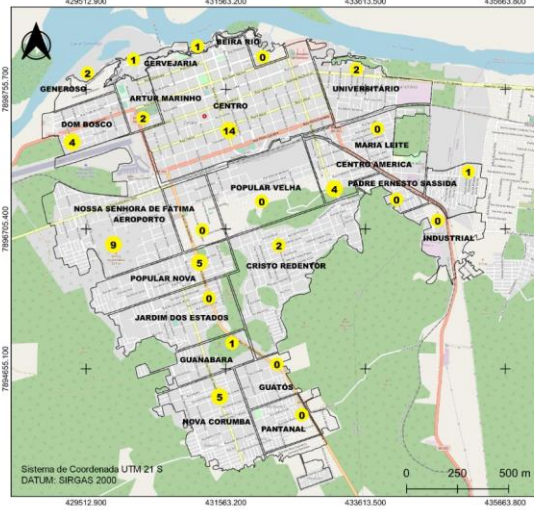 429512.900 431563.200 433613.500 435663.800
7898755.700
7896705.400
7894655.100
BEIRA RIO
1
0
1
CERVEJARIA
2
2
GENEROSO
UNIVERSITÁRIO
ARTUR MARINHO
CENTRO
2
DOM BOSCO
14
0
4
MARIA LEITE
CENTRO AMERICA
1
PADRE ERNESTO SASSIDA
POPULAR VELHA
4
0
0
NOSSA SENHORA DE FÁTIMA
AEROPORTO
0
0
INDUSTRIAL
9
2
5
CRISTO REDENTOR
POPULAR NOVA
0
JARDIM DOS ESTADOS
1
GUANABARA
0
GUATÓS
5
0
NOVA CORUMBA
PANTANAL
Sistema de Coordenada UTM 21 S
DATUM: SIRGAS 2000
0 250 500 m
429512.900 431563.200 433613.500 435663.800